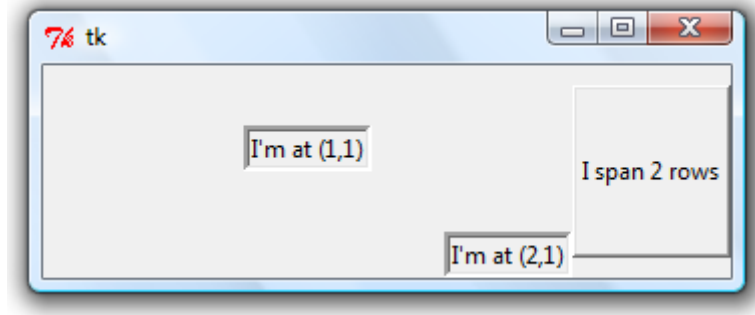 tk
I'm at (1,1)
I span 2 rows
I'm at (2,1)